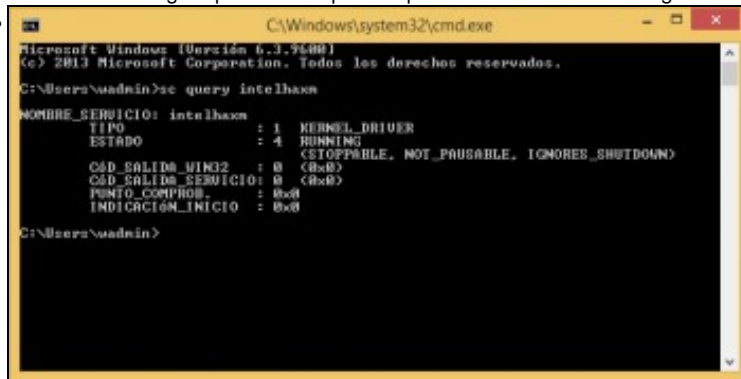 C:\Windows\system32\cmd.exe
Microsoft Windows [Versión 6.3.9600]
(c) 2013 Microsoft Corporation. Todos los derechos reservados.
C:\Users\wadmin>sc query intelhaxm
NOMBRE_SERVICIO: intelhaxm
TIPO : 1 KERNEL_DRIVER
ESTADO : 4 RUNNING
(STOPPABLE, NOT_PAUSABLE, IGNORES_SHUTDOWN)
CóD_SALIDA_WIN32 : 0 (0x0)
CóD_SALIDA_SERVICIO: 0 (0x0)
PUNTO_COMPROB. : 0x0
INDICACIóN_INICIO : 0x0
C:\Users\wadmin>